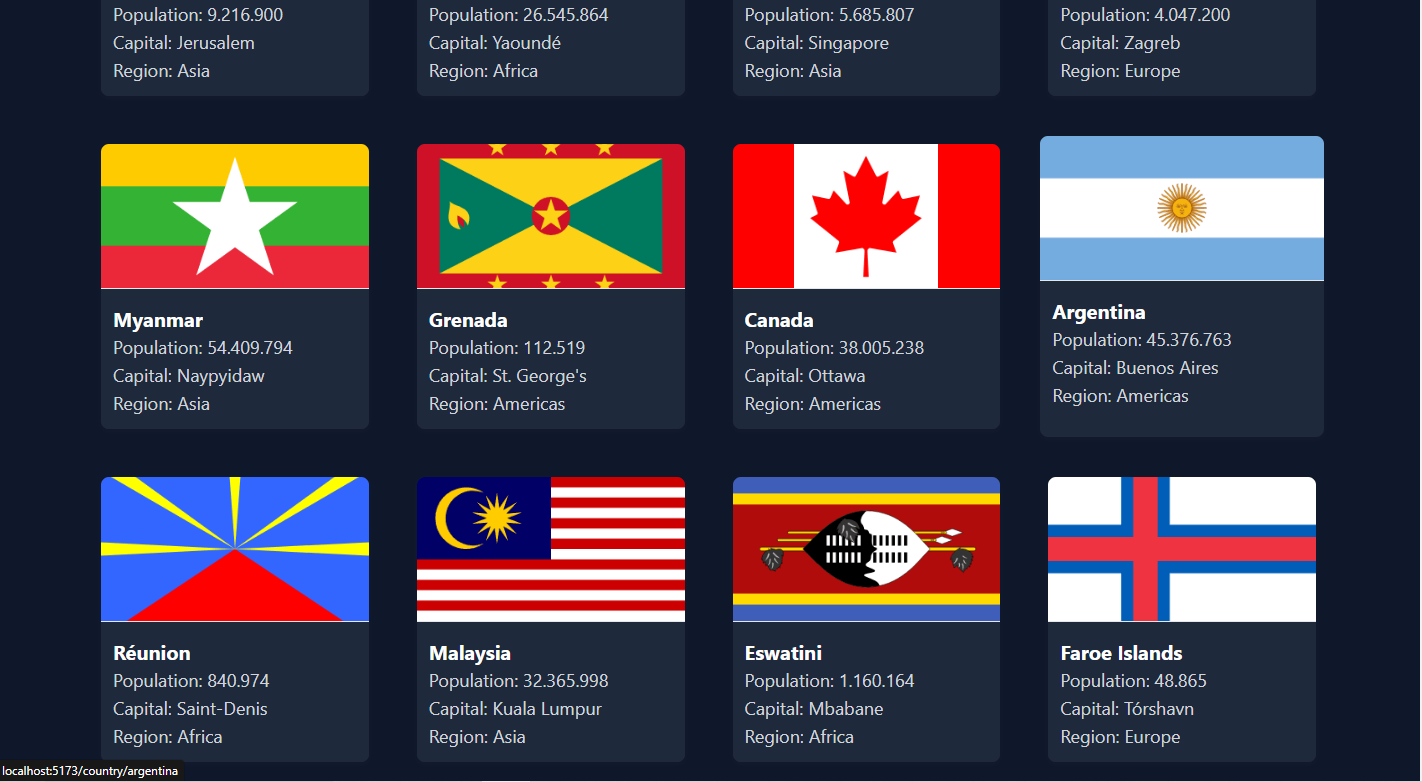 Population: 9.216.900
Capital: Jerusalem
Region: Asia
Population: 26.545.864
Capital: Yaoundé
Region: Africa
Population: 5.685.807
Capital: Singapore
Region: Asia
Population: 4.047.200
Capital: Zagreb
Region: Europe
Myanmar
Population: 54.409.794
Capital: Naypyidaw
Region: Asia
Grenada
Population: 112.519
Capital: St. George's
Region: Americas
Canada
Population: 38.005.238
Capital: Ottawa
Region: Americas
Argentina
Population: 45.376.763
Capital: Buenos Aires
Region: Americas
Réunion
Population: 840.974
Capital: Saint-Denis
Region: Africa
Malaysia
Population: 32.365.998
Capital: Kuala Lumpur
Region: Asia
Eswatini
Population: 1.160.164
Capital: Mbabane
Region: Africa
Faroe Islands
Population: 48.865
Capital: Tórshavn
Region: Europe
localhost:5173/country/argentina